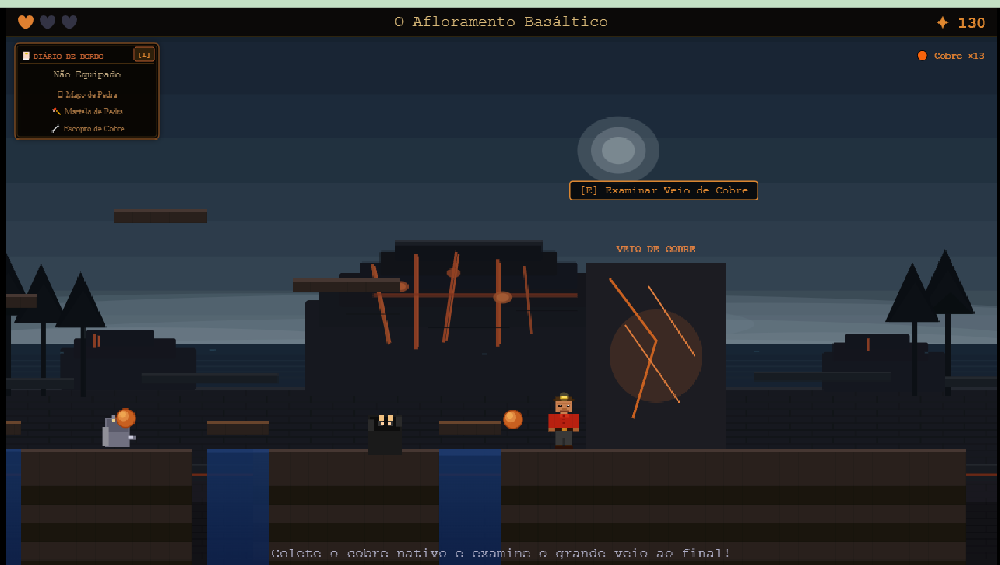 O Afloramento Basáltico
130
DIÁRIO DE BORDO
[I]
Não Equipado
Maço de Pedra
Martelo de Pedra
Escopro de Cobre
Cobre ×13
[E] Examinar Veio de Cobre
VEIO DE COBRE
Colete o cobre nativo e examine o grande veio ao final!